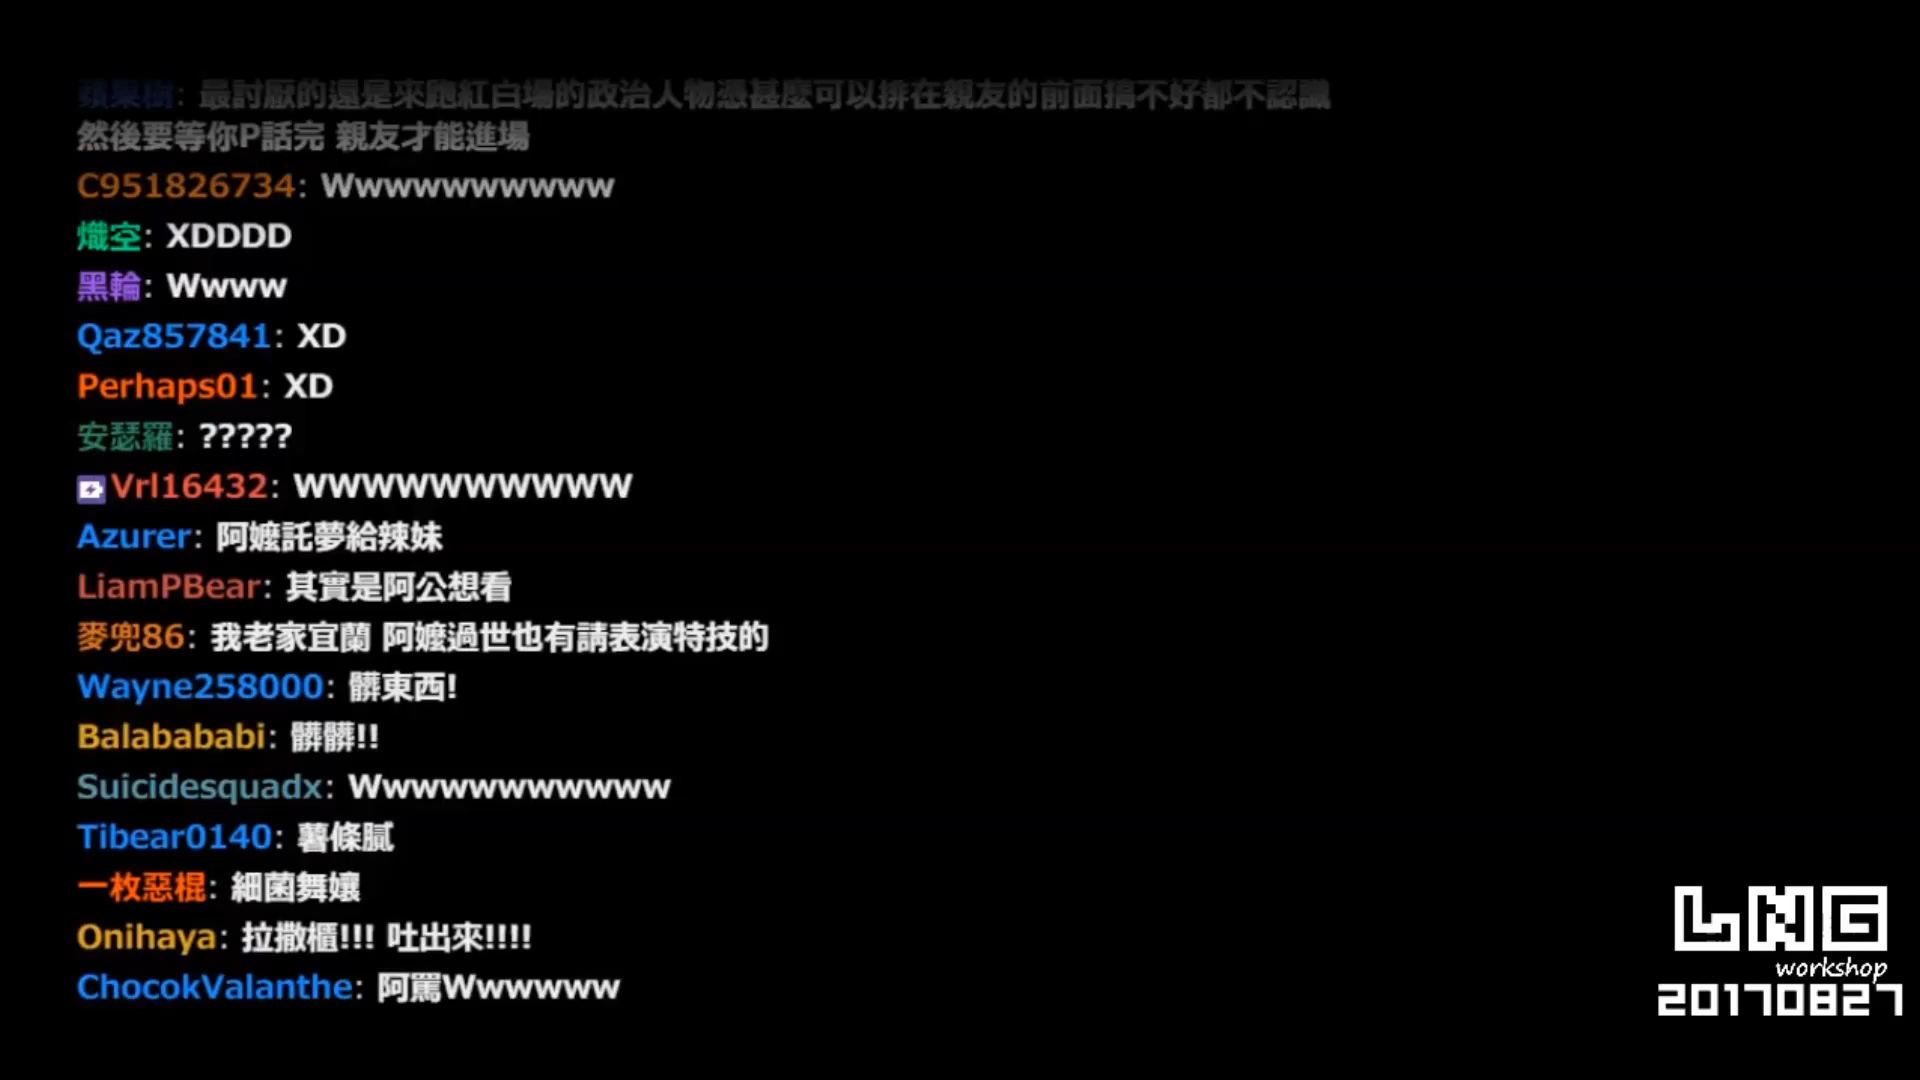 蘋果樹: 最討厭的還是來跑紅白場的政治人物憑甚麼可以排在親友的前面搞不好都不認識
然後要等你P話完 親友才能進場
C951826734: Wwwwwwwwwww
熾空: XDDDD
黑輪: Wwww
Qaz857841: XD
Perhaps01: XD
安瑟羅: ?????
Vrl16432: WWWWWWWWWW
Azurer: 阿嬤託夢給辣妹
LiamPBear: 其實是阿公想看
麥兜86: 我老家宜蘭 阿嬤過世也有請表演特技的
Wayne258000: 髒東西!
Balabababi: 髒髒!!
Suicidesquadx: Wwwwwwwwwwww
Tibear0140: 薯條膩
一枚惡棍: 細菌舞孃
Onihaya: 拉撒櫃!!! 吐出來!!!!
ChocokValanthe: 阿罵Wwwwwww
LNG
workshop
20170827